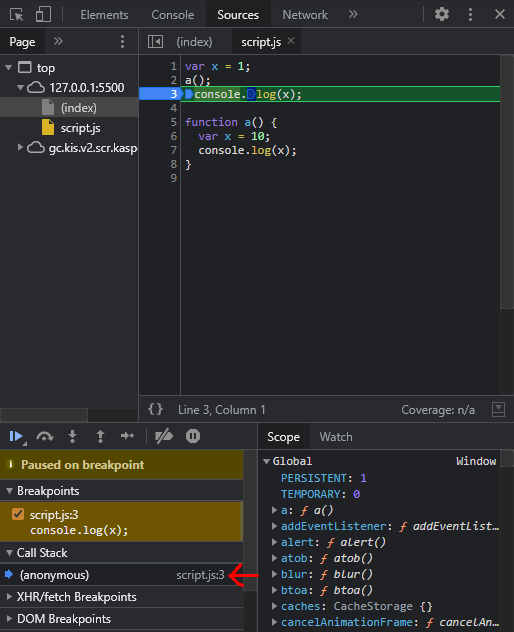 Elements Console Sources Network »
Page » (index) script.js ×
top
127.0.0.1:5500
(index)
script.js
gc.kis.v2.scr.kasp
1 var x = 1;
2 a();
3 console.log(x);
4
5 function a() {
6 var x = 10;
7 console.log(x);
8 }
9
{} Line 3, Column 1 Coverage: n/a
Paused on breakpoint
Breakpoints
script.js:3
console.log(x);
Call Stack
(anonymous) script.js:3
XHR/fetch Breakpoints
DOM Breakpoints
Scope Watch
Global Window
PERSISTENT: 1
TEMPORARY: 0
a: ƒ a()
addEventListener: ƒ addEventList…
alert: ƒ alert()
atob: ƒ atob()
blur: ƒ blur()
btoa: ƒ btoa()
caches: CacheStorage {}
cancelAnimationFrame: ƒ cancelAn…